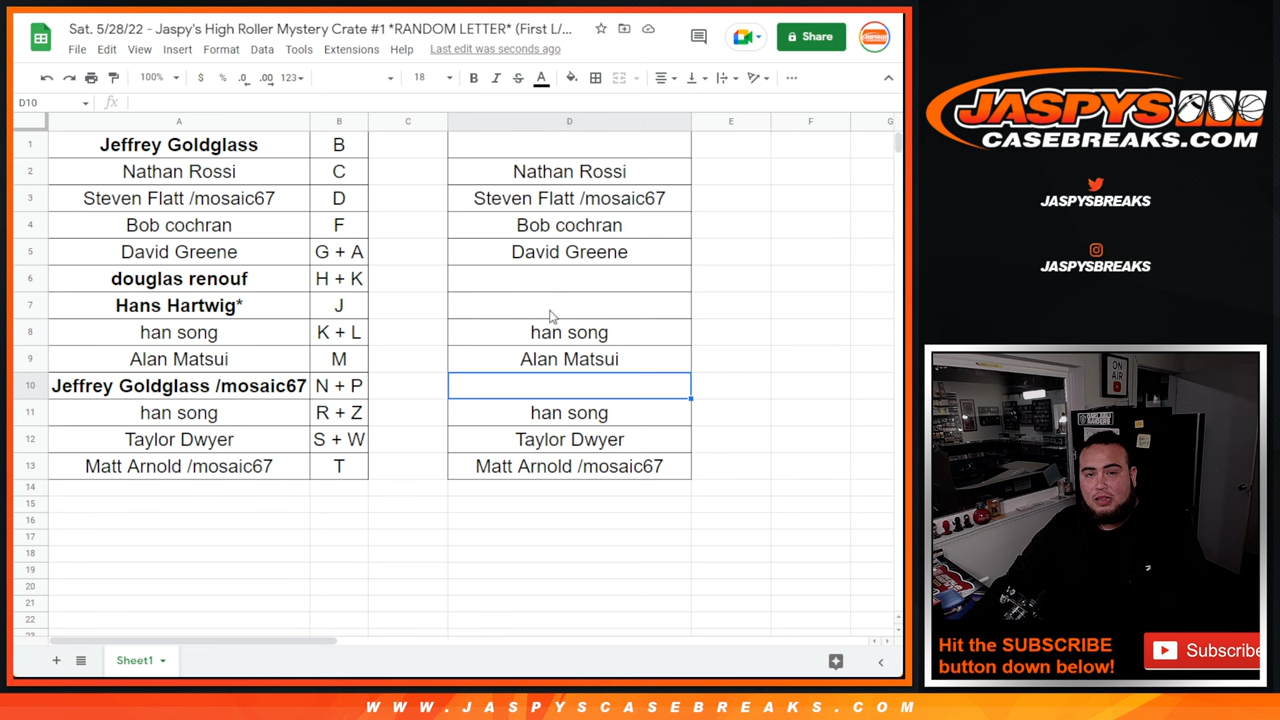 Sat. 5/28/22 - Jaspy's High Roller Mystery Crate #1 *RANDOM LETTER* (First L/...
File Edit View Insert Format Data Tools Extensions Help Last edit was seconds ago
Share
100% $ % .0 .00 123 18 B I S A
D10 fx
A B C D E F G
1 Jeffrey Goldglass B
2 Nathan Rossi C Nathan Rossi
3 Steven Flatt /mosaic67 D Steven Flatt /mosaic67
4 Bob cochran F Bob cochran
5 David Greene G + A David Greene
6 douglas renouf H + K
7 Hans Hartwig* J
8 han song K + L han song
9 Alan Matsui M Alan Matsui
10 Jeffrey Goldglass /mosaic67 N + P
11 han song R + Z han song
12 Taylor Dwyer S + W Taylor Dwyer
13 Matt Arnold /mosaic67 T Matt Arnold /mosaic67
14
15
16
17
18
19
20
21
22
23
Sheet1
JASPYS
CASEBREAKS.COM
JASPYSBREAKS
JASPYSBREAKS
ON
AIR
Hit the SUBSCRIBE
button down below!
Subscribe
WWW.JASPYSCASEBREAKS.COM